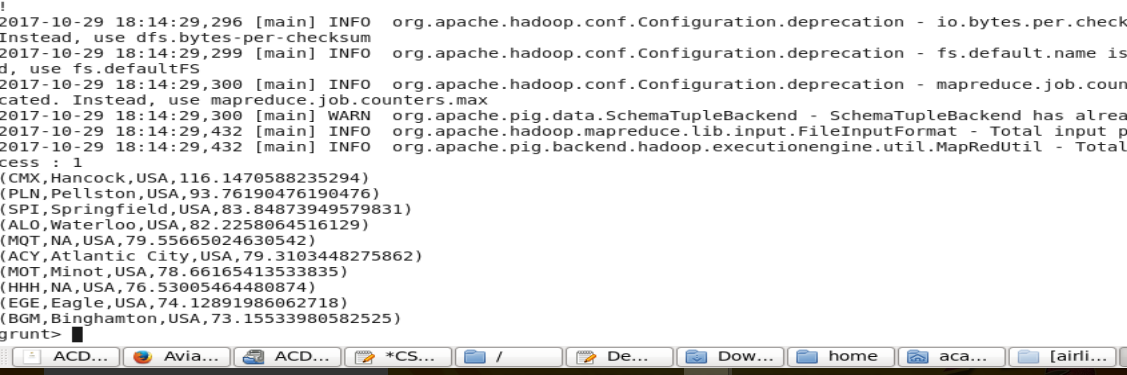 !
2017-10-29 18:14:29,296 [main] INFO  org.apache.hadoop.conf.Configuration.deprecation - io.bytes.per.check
Instead, use dfs.bytes-per-checksum
2017-10-29 18:14:29,299 [main] INFO  org.apache.hadoop.conf.Configuration.deprecation - fs.default.name is
d, use fs.defaultFS
2017-10-29 18:14:29,300 [main] INFO  org.apache.hadoop.conf.Configuration.deprecation - mapreduce.job.coun
cated. Instead, use mapreduce.job.counters.max
2017-10-29 18:14:29,300 [main] WARN  org.apache.pig.data.SchemaTupleBackend - SchemaTupleBackend has alrea
2017-10-29 18:14:29,432 [main] INFO  org.apache.hadoop.mapreduce.lib.input.FileInputFormat - Total input p
2017-10-29 18:14:29,432 [main] INFO  org.apache.pig.backend.hadoop.executionengine.util.MapRedUtil - Total
cess : 1
(CMX,Hancock,USA,116.1470588235294)
(PLN,Pellston,USA,93.76190476190476)
(SPI,Springfield,USA,83.84873949579831)
(ALO,Waterloo,USA,82.2258064516129)
(MQT,NA,USA,79.55665024630542)
(ACY,Atlantic City,USA,79.3103448275862)
(MOT,Minot,USA,78.66165413533835)
(HHH,NA,USA,76.53005464480874)
(EGE,Eagle,USA,74.12891986062718)
(BGM,Binghamton,USA,73.15533980582525)
grunt>
ACD... Avia... ACD... *CS... / De... Dow... home aca... [airli...